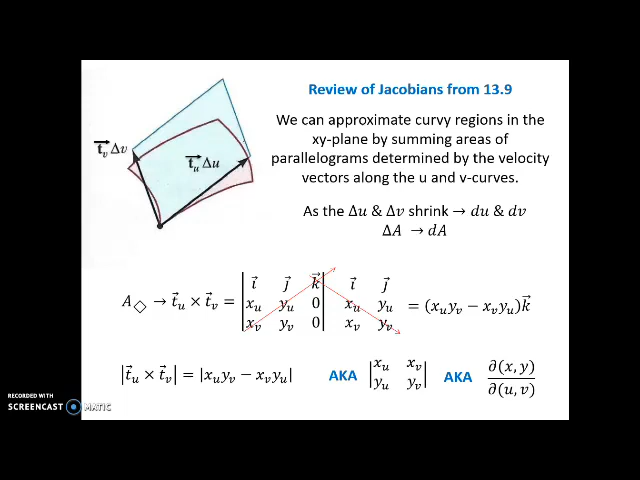 Review of Jacobians from 13.9
We can approximate curvy regions in the
xy-plane by summing areas of
parallelograms determined by the velocity
vectors along the u and v-curves.
As the Δu & Δv shrink → du & dv
ΔA → dA
t⃗ᵥ Δv
t⃗ᵤ Δu
A◇ → t⃗ᵤ × t⃗ᵥ = | i⃗ j⃗ k⃗ | i⃗ j⃗
| xᵤ yᵤ 0 | xᵤ yᵤ = (xᵤyᵥ − xᵥyᵤ)k⃗
| xᵥ yᵥ 0 | xᵥ yᵥ
|t⃗ᵤ × t⃗ᵥ| = |xᵤyᵥ − xᵥyᵤ| AKA | xᵤ xᵥ | AKA ∂(x, y)
| yᵤ yᵥ | ∂(u, v)
RECORDED WITH
SCREENCAST MATIC